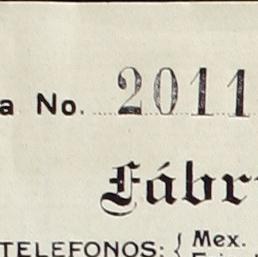 a No. 2011
Fábr
TELEFONOS: { Mex.